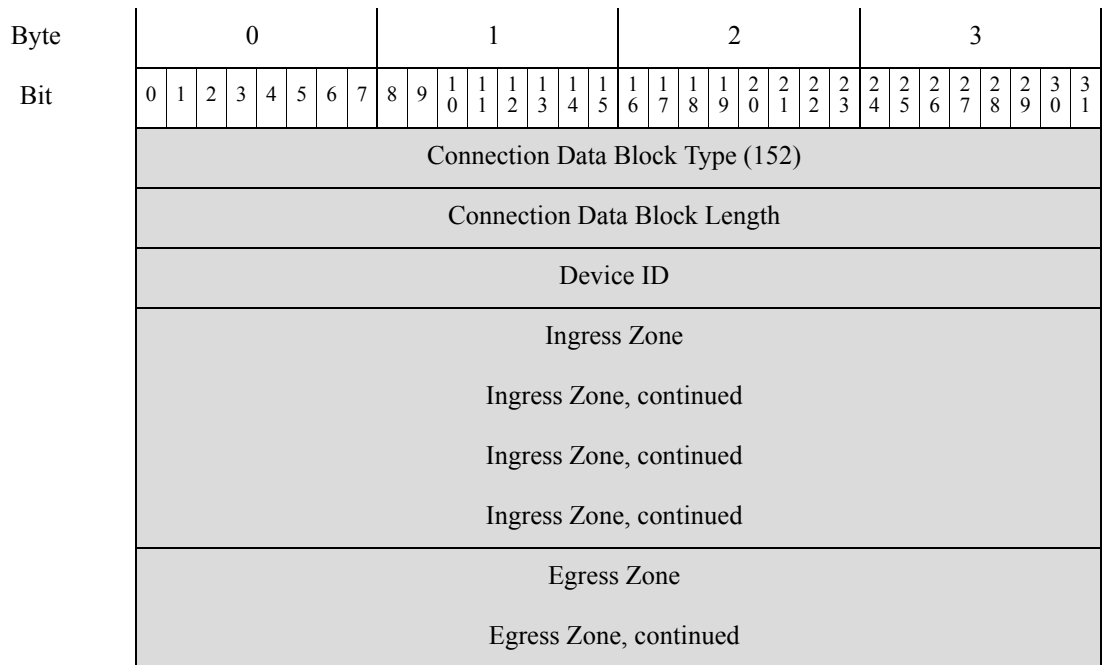 Byte 0 1 2 3
Bit 0 1 2 3 4 5 6 7 8 9 10 11 12 13 14 15 16 17 18 19 20 21 22 23 24 25 26 27 28 29 30 31
Connection Data Block Type (152)
Connection Data Block Length
Device ID
Ingress Zone
Ingress Zone, continued
Ingress Zone, continued
Ingress Zone, continued
Egress Zone
Egress Zone, continued